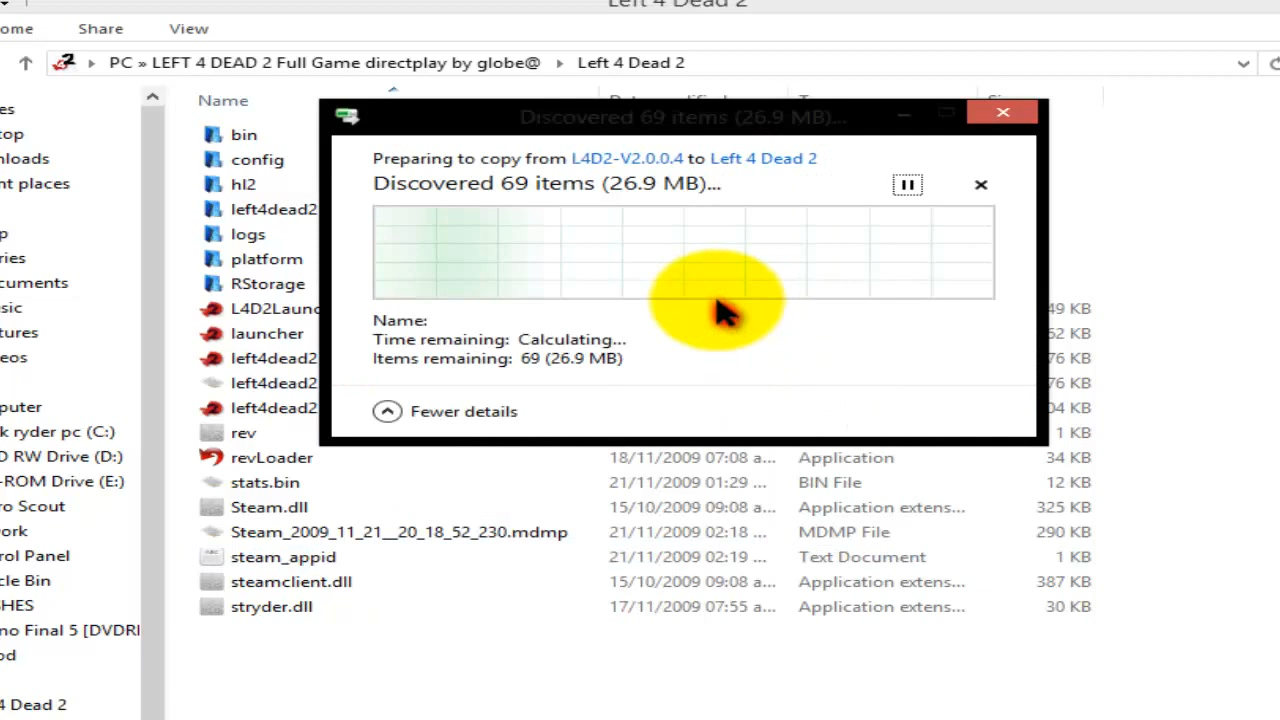 Left 4 Dead 2
ome Share View
PC » LEFT 4 DEAD 2 Full Game directplay by globe@ Left 4 Dead 2
Name
Discovered 69 items (26.9 MB)...
Preparing to copy from L4D2-V2.0.0.4 to Left 4 Dead 2
Discovered 69 items (26.9 MB)...
Name:
Time remaining: Calculating...
Items remaining: 69 (26.9 MB)
Fewer details
es
op
nloads
nt places
p
ries
cuments
sic
tures
eos
puter
k ryder pc (C:)
D RW Drive (D:)
-ROM Drive (E:)
ro Scout
ork
rol Panel
cle Bin
SHES
no Final 5 [DVDRI
od
4 Dead 2
bin
config
hl2
left4dead2
logs
platform
RStorage
L4D2Laun 49 KB
launcher 52 KB
left4dead2 76 KB
left4dead2 76 KB
left4dead2 04 KB
rev 1 KB
revLoader 18/11/2009 07:08 a... Application 34 KB
stats.bin 21/11/2009 01:29 ... BIN File 12 KB
Steam.dll 15/10/2009 09:08 a... Application extens... 325 KB
Steam_2009_11_21__20_18_52_230.mdmp 21/11/2009 02:18 ... MDMP File 290 KB
steam_appid 21/11/2009 02:19 ... Text Document 1 KB
steamclient.dll 15/10/2009 09:08 a... Application extens... 387 KB
stryder.dll 17/11/2009 07:55 a... Application extens... 30 KB